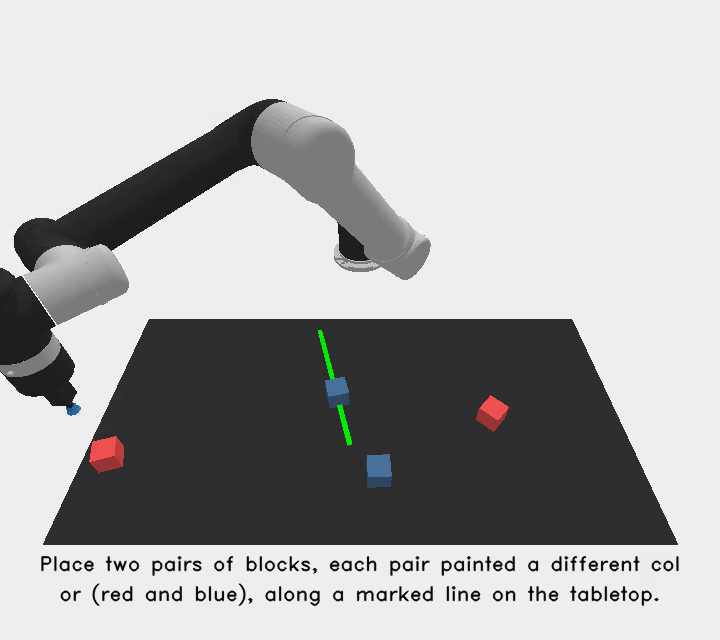 Place two pairs of blocks, each pair painted a different col
or (red and blue), along a marked line on the tabletop.